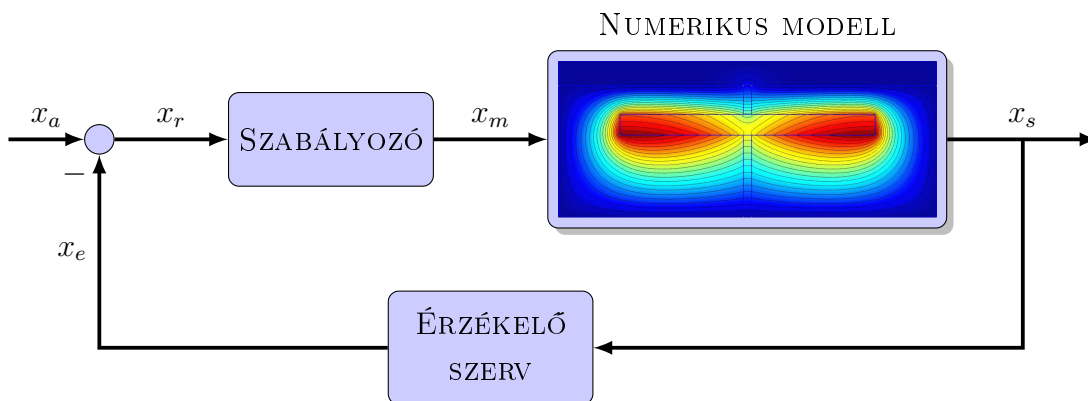 NUMERIKUS MODELL
x_a
x_r
SZABÁLYOZÓ
x_m
x_s
−
x_e
ÉRZÉKELŐ
SZERV